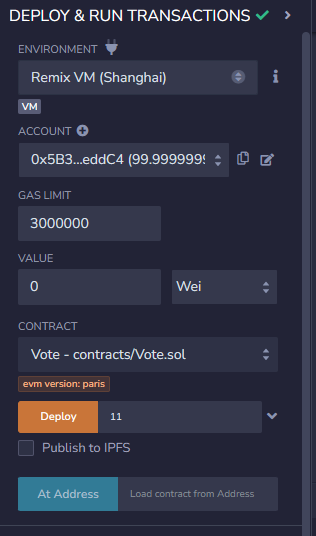 DEPLOY & RUN TRANSACTIONS
ENVIRONMENT
Remix VM (Shanghai)
VM
ACCOUNT
0x5B3...eddC4 (99.9999999
GAS LIMIT
3000000
VALUE
0 Wei
CONTRACT
Vote - contracts/Vote.sol
evm version: paris
Deploy 11
Publish to IPFS
At Address Load contract from Address